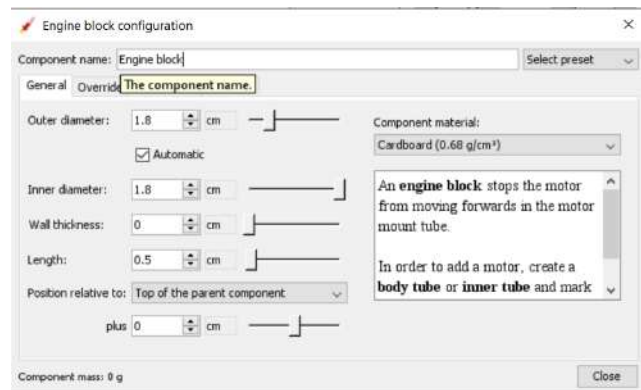 Engine block configuration
Component name: Engine block Select preset
General Override
The component name.
Outer diameter: 1.8 cm
Automatic
Inner diameter: 1.8 cm
Wall thickness: 0 cm
Length: 0.5 cm
Position relative to: Top of the parent component
plus 0 cm
Component material:
Cardboard (0.68 g/cm³)
An engine block stops the motor
from moving forwards in the motor
mount tube.
In order to add a motor, create a
body tube or inner tube and mark
Component mass: 0 g
Close